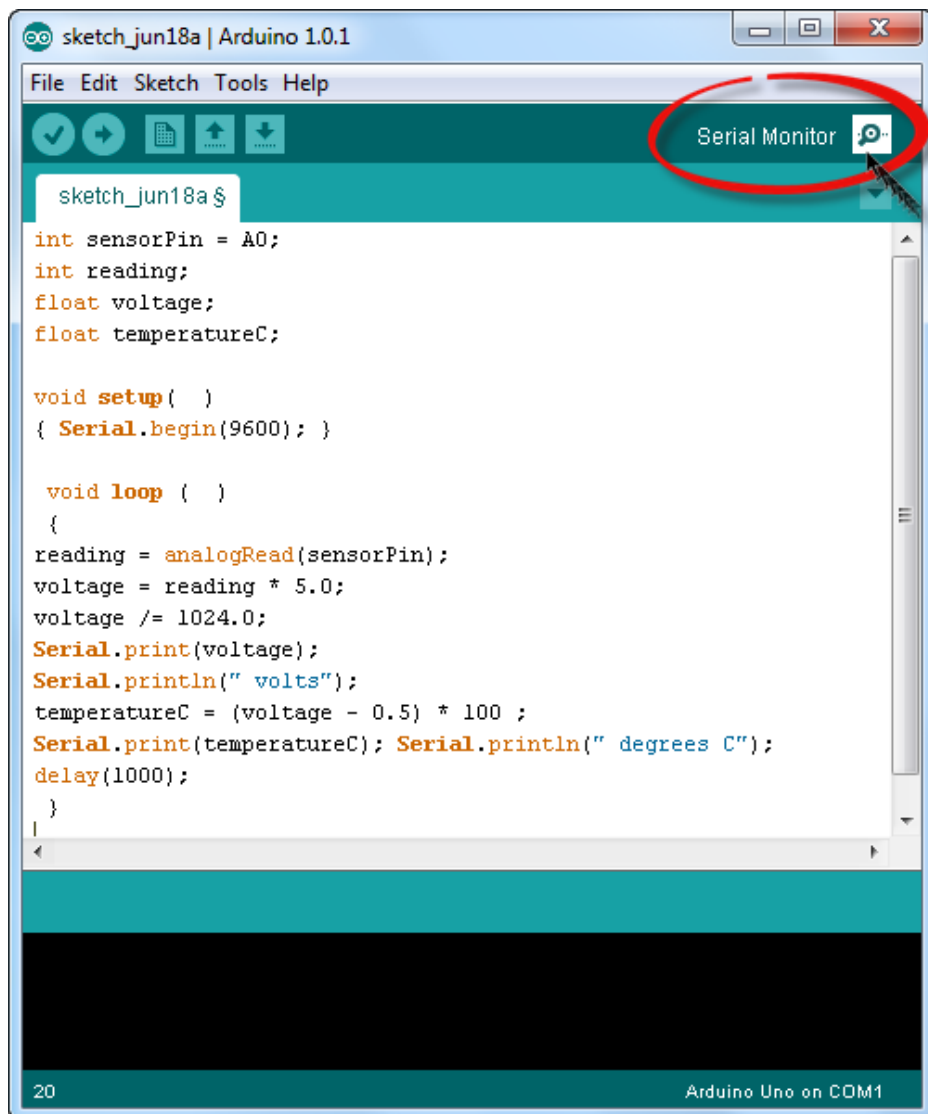 sketch_jun18a | Arduino 1.0.1
File Edit Sketch Tools Help
Serial Monitor
sketch_jun18a §
int sensorPin = A0;
int reading;
float voltage;
float temperatureC;
void setup(  )
{ Serial.begin(9600); }
void loop (  )
{
reading = analogRead(sensorPin);
voltage = reading * 5.0;
voltage /= 1024.0;
Serial.print(voltage);
Serial.println(" volts");
temperatureC = (voltage - 0.5) * 100 ;
Serial.print(temperatureC); Serial.println(" degrees C");
delay(1000);
}
20
Arduino Uno on COM1